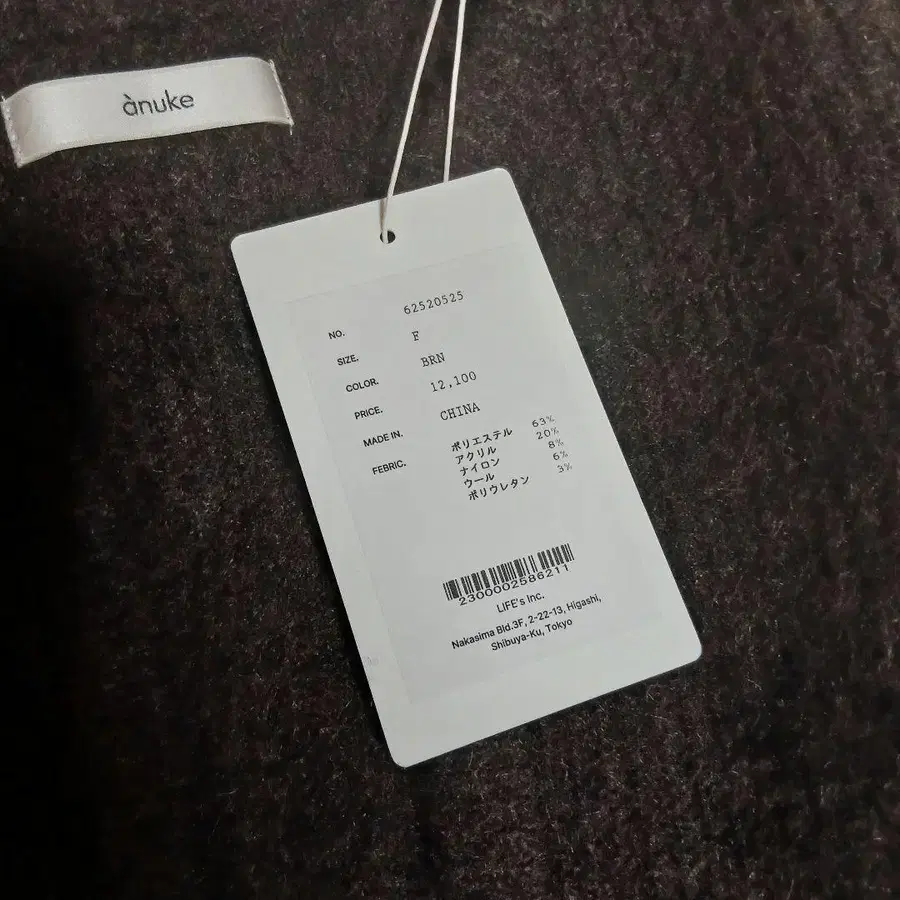 ànuke
NO. 62520525
SIZE. F
COLOR. BRN
PRICE. 12,100
MADE IN. CHINA
FEBRIC. ポリエステル 63%
アクリル 20%
ナイロン 8%
ウール 6%
ポリウレタン 3%
2300002586211
LIFE's Inc.
Nakasima Bld.3F, 2-22-13, Higashi,
Shibuya-Ku, Tokyo